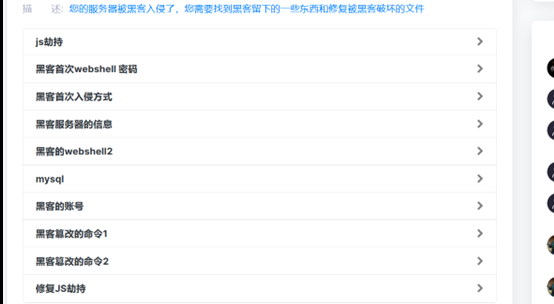 描 述: 您的服务器被黑客入侵了，您需要找到黑客留下的一些东西和修复被黑客破坏的文件
js劫持
黑客首次webshell 密码
黑客首次入侵方式
黑客服务器的信息
黑客的webshell2
mysql
黑客的账号
黑客篡改的命令1
黑客篡改的命令2
修复JS劫持